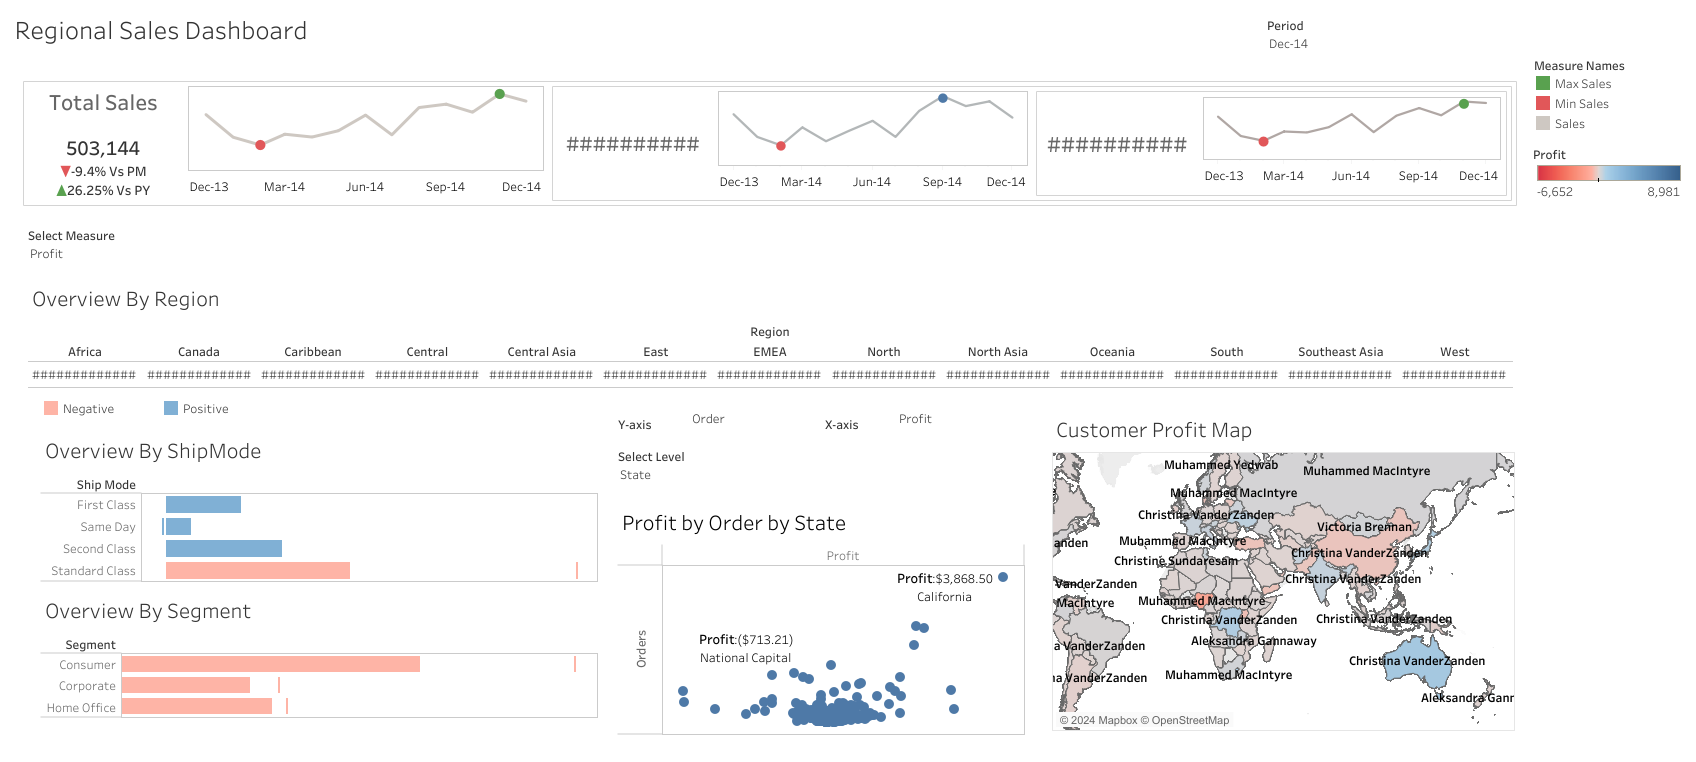 Regional Sales Dashboard
Period
Dec-14
Total Sales
503,144
▼-9.4% Vs PM
▲26.25% Vs PY
Dec-13 Mar-14 Jun-14 Sep-14 Dec-14
##########
Dec-13 Mar-14 Jun-14 Sep-14 Dec-14
##########
Dec-13 Mar-14 Jun-14 Sep-14 Dec-14
Measure Names
Max Sales
Min Sales
Sales
Profit
-6,652 8,981
Select Measure
Profit
Overview By Region
Region
Africa Canada Caribbean Central Central Asia East EMEA North North Asia Oceania South Southeast Asia West
############# ############# ############# ############# ############# ############# ############# ############# ############# ############# ############# ############# #############
Negative Positive
Overview By ShipMode
Ship Mode
First Class
Same Day
Second Class
Standard Class
Overview By Segment
Segment
Consumer
Corporate
Home Office
Y-axis Order X-axis Profit
Select Level
State
Profit by Order by State
Profit
Orders
Profit:$3,868.50
California
Profit:($713.21)
National Capital
Customer Profit Map
Muhammed Yedwab
Muhammed MacIntyre
Muhammed MacIntyre
Christina VanderZanden
Victoria Brennan
anden
Muhammed MacIntyre
Christina VanderZanden
Christine Sundaresam
Christina VanderZanden
VanderZanden
MacIntyre
Muhammed MacIntyre
Christina VanderZanden
Christina VanderZanden
a VanderZanden
Aleksandra Gannaway
Christina VanderZanden
na VanderZanden
Muhammed MacIntyre
Aleksandra Gann
© 2024 Mapbox © OpenStreetMap